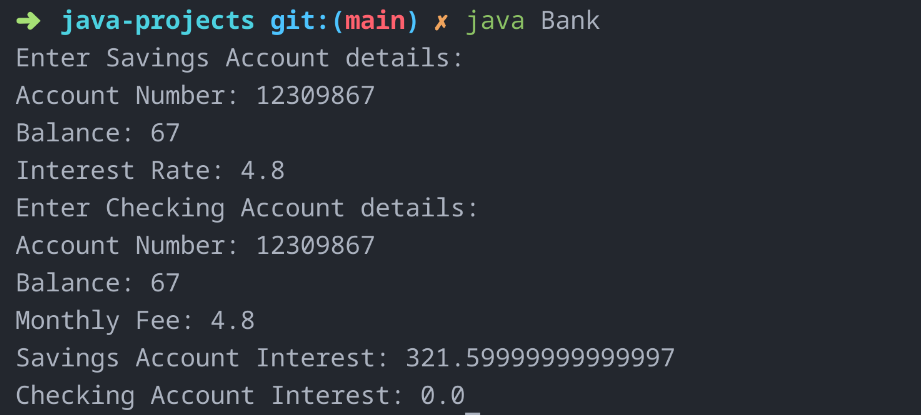 ➜ java-projects git:(main) ✗ java Bank
Enter Savings Account details:
Account Number: 12309867
Balance: 67
Interest Rate: 4.8
Enter Checking Account details:
Account Number: 12309867
Balance: 67
Monthly Fee: 4.8
Savings Account Interest: 321.59999999999997
Checking Account Interest: 0.0